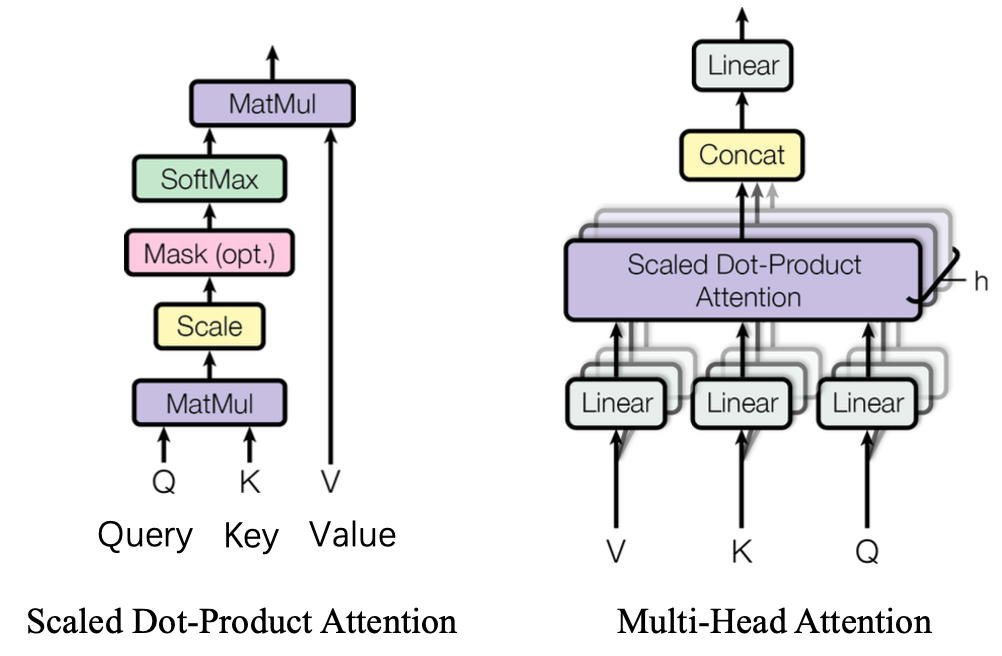 MatMul
SoftMax
Mask (opt.)
Scale
MatMul
Q K V
Query Key Value
Scaled Dot-Product Attention
Linear
Concat
Scaled Dot-Product
Attention
h
Linear Linear Linear
V K Q
Multi-Head Attention